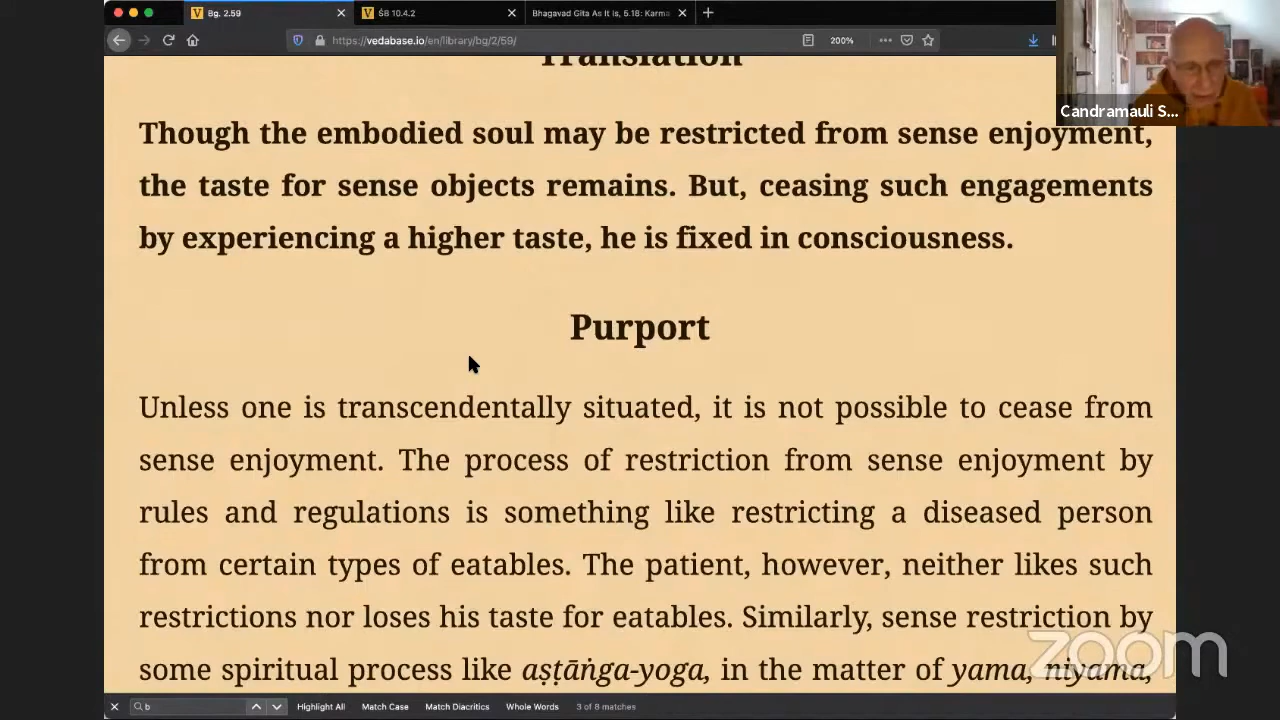 Bg. 2.59
ŚB 10.4.2
Bhagavad Gita As It is, 5.18: Karma
https://vedabase.io/en/library/bg/2/59/
200%
Candramauli S...
Translation
Though the embodied soul may be restricted from sense enjoyment,
the taste for sense objects remains. But, ceasing such engagements
by experiencing a higher taste, he is fixed in consciousness.
Purport
Unless one is transcendentally situated, it is not possible to cease from
sense enjoyment. The process of restriction from sense enjoyment by
rules and regulations is something like restricting a diseased person
from certain types of eatables. The patient, however, neither likes such
restrictions nor loses his taste for eatables. Similarly, sense restriction by
some spiritual process like aṣṭāṅga-yoga, in the matter of yama, niyama,
zoom
b
Highlight All
Match Case
Match Diacritics
Whole Words
3 of 8 matches